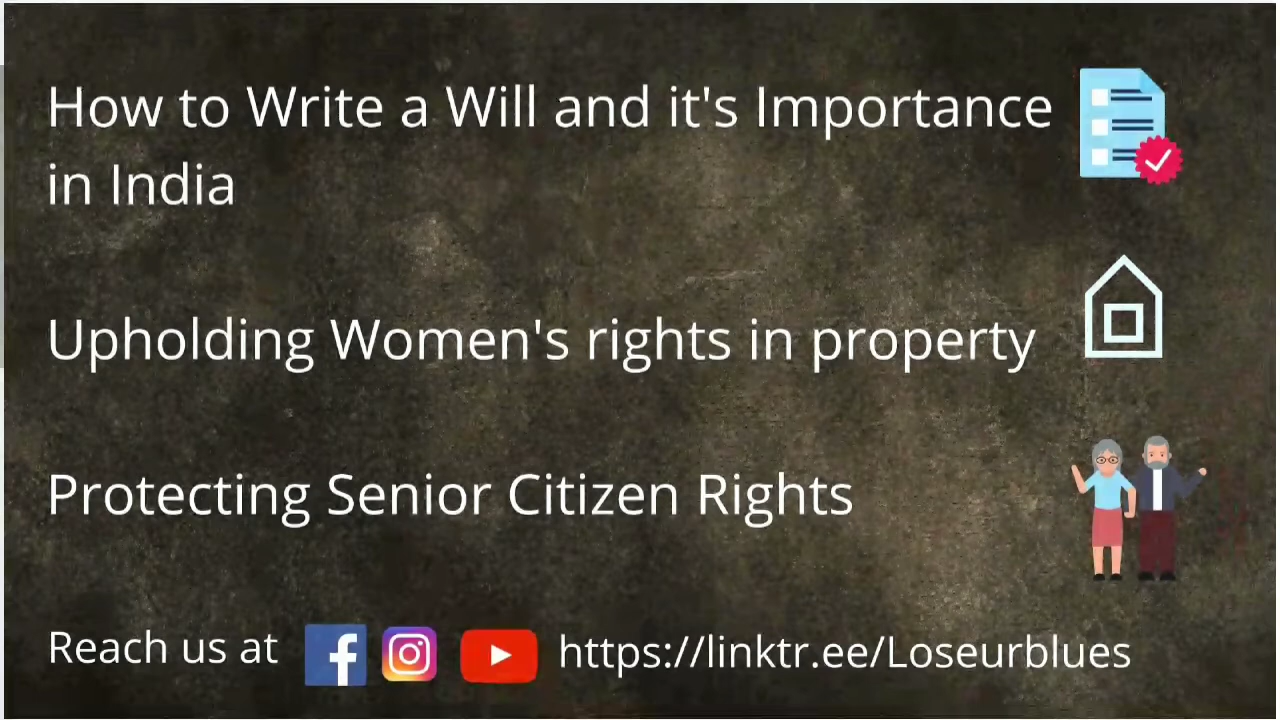 How to Write a Will and it's Importance
in India
Upholding Women's rights in property
Protecting Senior Citizen Rights
Reach us at https://linktr.ee/Loseurblues